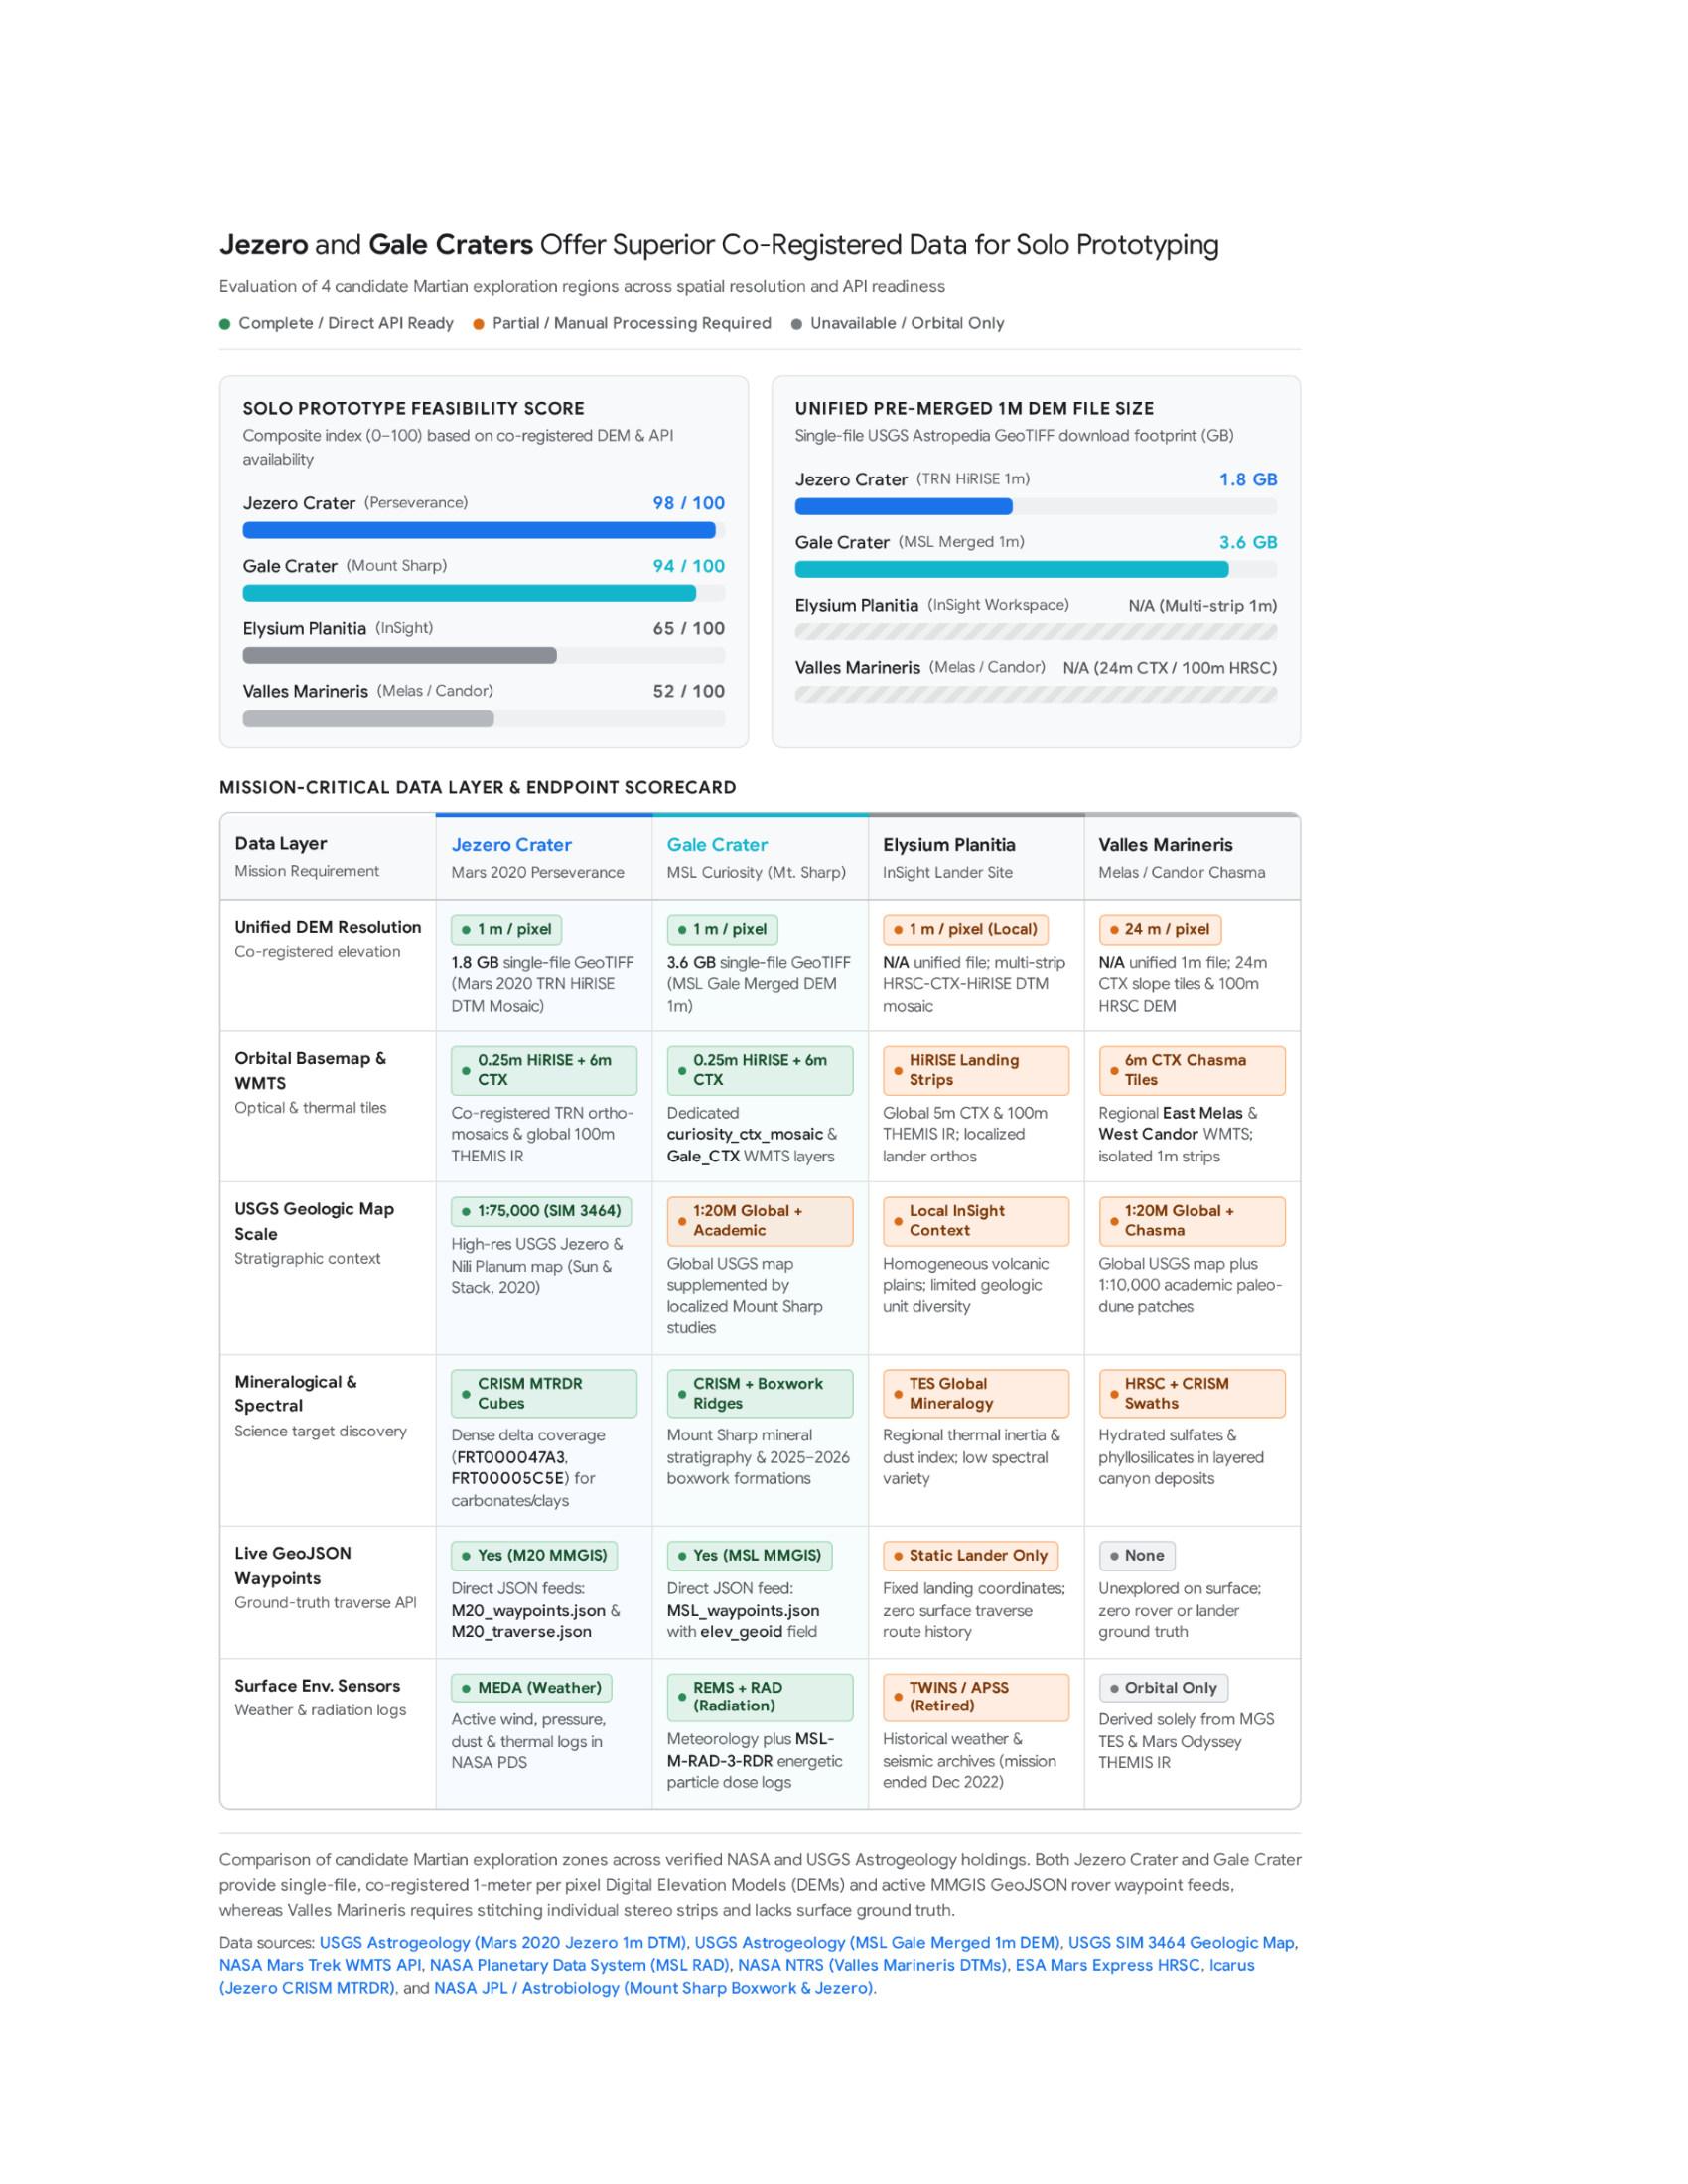 Jezero and Gale Craters Offer Superior Co-Registered Data for Solo Prototyping
Evaluation of 4 candidate Martian exploration regions across spatial resolution and API readiness
Complete / Direct API Ready
Partial / Manual Processing Required
Unavailable / Orbital Only
SOLO PROTOTYPE FEASIBILITY SCORE
Composite index (0–100) based on co-registered DEM & API
availability
Jezero Crater (Perseverance) 98 / 100
Gale Crater (Mount Sharp) 94 / 100
Elysium Planitia (InSight) 65 / 100
Valles Marineris (Melas / Candor) 52 / 100
UNIFIED PRE-MERGED 1M DEM FILE SIZE
Single-file USGS Astropedia GeoTIFF download footprint (GB)
Jezero Crater (TRN HiRISE 1m) 1.8 GB
Gale Crater (MSL Merged 1m) 3.6 GB
Elysium Planitia (InSight Workspace) N/A (Multi-strip 1m)
Valles Marineris (Melas / Candor) N/A (24m CTX / 100m HRSC)
MISSION-CRITICAL DATA LAYER & ENDPOINT SCORECARD
Data Layer
Mission Requirement
Jezero Crater
Mars 2020 Perseverance
Gale Crater
MSL Curiosity (Mt. Sharp)
Elysium Planitia
InSight Lander Site
Valles Marineris
Melas / Candor Chasma
Unified DEM Resolution
Co-registered elevation
1 m / pixel
1.8 GB single-file GeoTIFF
(Mars 2020 TRN HiRISE
DTM Mosaic)
1 m / pixel
3.6 GB single-file GeoTIFF
(MSL Gale Merged DEM
1m)
1 m / pixel (Local)
N/A unified file; multi-strip
HRSC-CTX-HiRISE DTM
mosaic
24 m / pixel
N/A unified 1m file; 24m
CTX slope tiles & 100m
HRSC DEM
Orbital Basemap &
WMTS
Optical & thermal tiles
0.25m HiRISE + 6m
CTX
Co-registered TRN ortho-
mosaics & global 100m
THEMIS IR
0.25m HiRISE + 6m
CTX
Dedicated
curiosity_ctx_mosaic &
Gale_CTX WMTS layers
HiRISE Landing
Strips
Global 5m CTX & 100m
THEMIS IR; localized
lander orthos
6m CTX Chasma
Tiles
Regional East Melas &
West Candor WMTS;
isolated 1m strips
USGS Geologic Map
Scale
Stratigraphic context
1:75,000 (SIM 3464)
High-res USGS Jezero &
Nili Planum map (Sun &
Stack, 2020)
1:20M Global +
Academic
Global USGS map
supplemented by
localized Mount Sharp
studies
Local InSight
Context
Homogeneous volcanic
plains; limited geologic
unit diversity
1:20M Global +
Chasma
Global USGS map plus
1:10,000 academic paleo-
dune patches
Mineralogical &
Spectral
Science target discovery
CRISM MTRDR
Cubes
Dense delta coverage
(FRT000047A3,
FRT00005C5E) for
carbonates/clays
CRISM + Boxwork
Ridges
Mount Sharp mineral
stratigraphy & 2025–2026
boxwork formations
TES Global
Mineralogy
Regional thermal inertia &
dust index; low spectral
variety
HRSC + CRISM
Swaths
Hydrated sulfates &
phyllosilicates in layered
canyon deposits
Live GeoJSON
Waypoints
Ground-truth traverse API
Yes (M20 MMGIS)
Direct JSON feeds:
M20_waypoints.json &
M20_traverse.json
Yes (MSL MMGIS)
Direct JSON feed:
MSL_waypoints.json
with elev_geoid field
Static Lander Only
Fixed landing coordinates;
zero surface traverse
route history
None
Unexplored on surface;
zero rover or lander
ground truth
Surface Env. Sensors
Weather & radiation logs
MEDA (Weather)
Active wind, pressure,
dust & thermal logs in
NASA PDS
REMS + RAD
(Radiation)
Meteorology plus MSL-
M-RAD-3-RDR energetic
particle dose logs
TWINS / APSS
(Retired)
Historical weather &
seismic archives (mission
ended Dec 2022)
Orbital Only
Derived solely from MGS
TES & Mars Odyssey
THEMIS IR
Comparison of candidate Martian exploration zones across verified NASA and USGS Astrogeology holdings. Both Jezero Crater and Gale Crater
provide single-file, co-registered 1-meter per pixel Digital Elevation Models (DEMs) and active MMGIS GeoJSON rover waypoint feeds,
whereas Valles Marineris requires stitching individual stereo strips and lacks surface ground truth.
Data sources: USGS Astrogeology (Mars 2020 Jezero 1m DTM), USGS Astrogeology (MSL Gale Merged 1m DEM), USGS SIM 3464 Geologic Map,
NASA Mars Trek WMTS API, NASA Planetary Data System (MSL RAD), NASA NTRS (Valles Marineris DTMs), ESA Mars Express HRSC, Icarus
(Jezero CRISM MTRDR), and NASA JPL / Astrobiology (Mount Sharp Boxwork & Jezero).